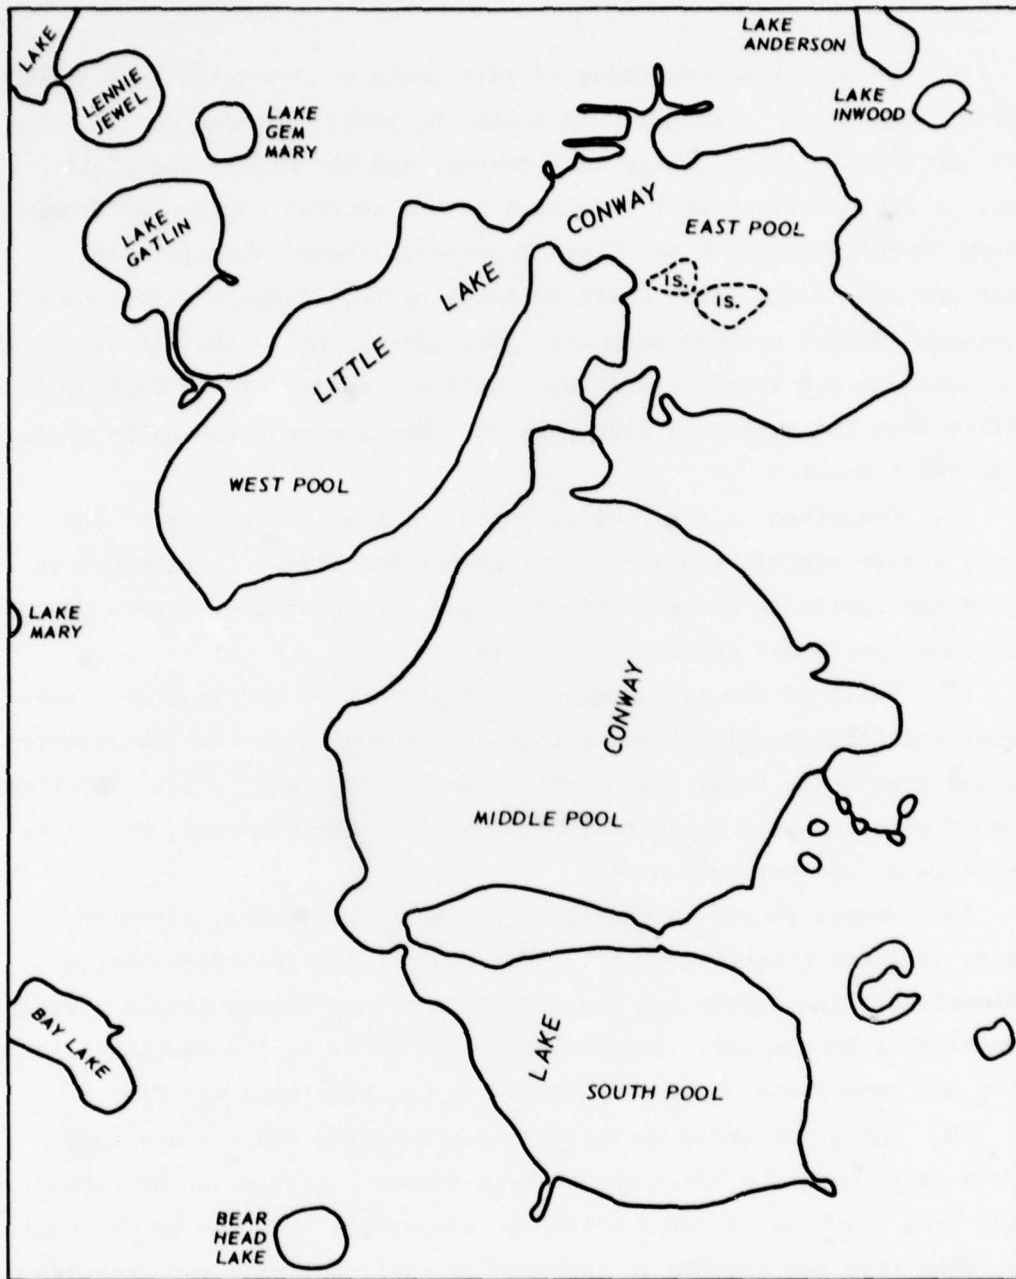 LAKE
LENNIE
JEWEL
LAKE
GEM
MARY
LAKE
ANDERSON
LAKE
INWOOD
LAKE
GATLIN
LITTLE LAKE CONWAY
EAST POOL
IS.
IS.
WEST POOL
LAKE
MARY
LAKE CONWAY
MIDDLE POOL
SOUTH POOL
BAY LAKE
BEAR
HEAD
LAKE